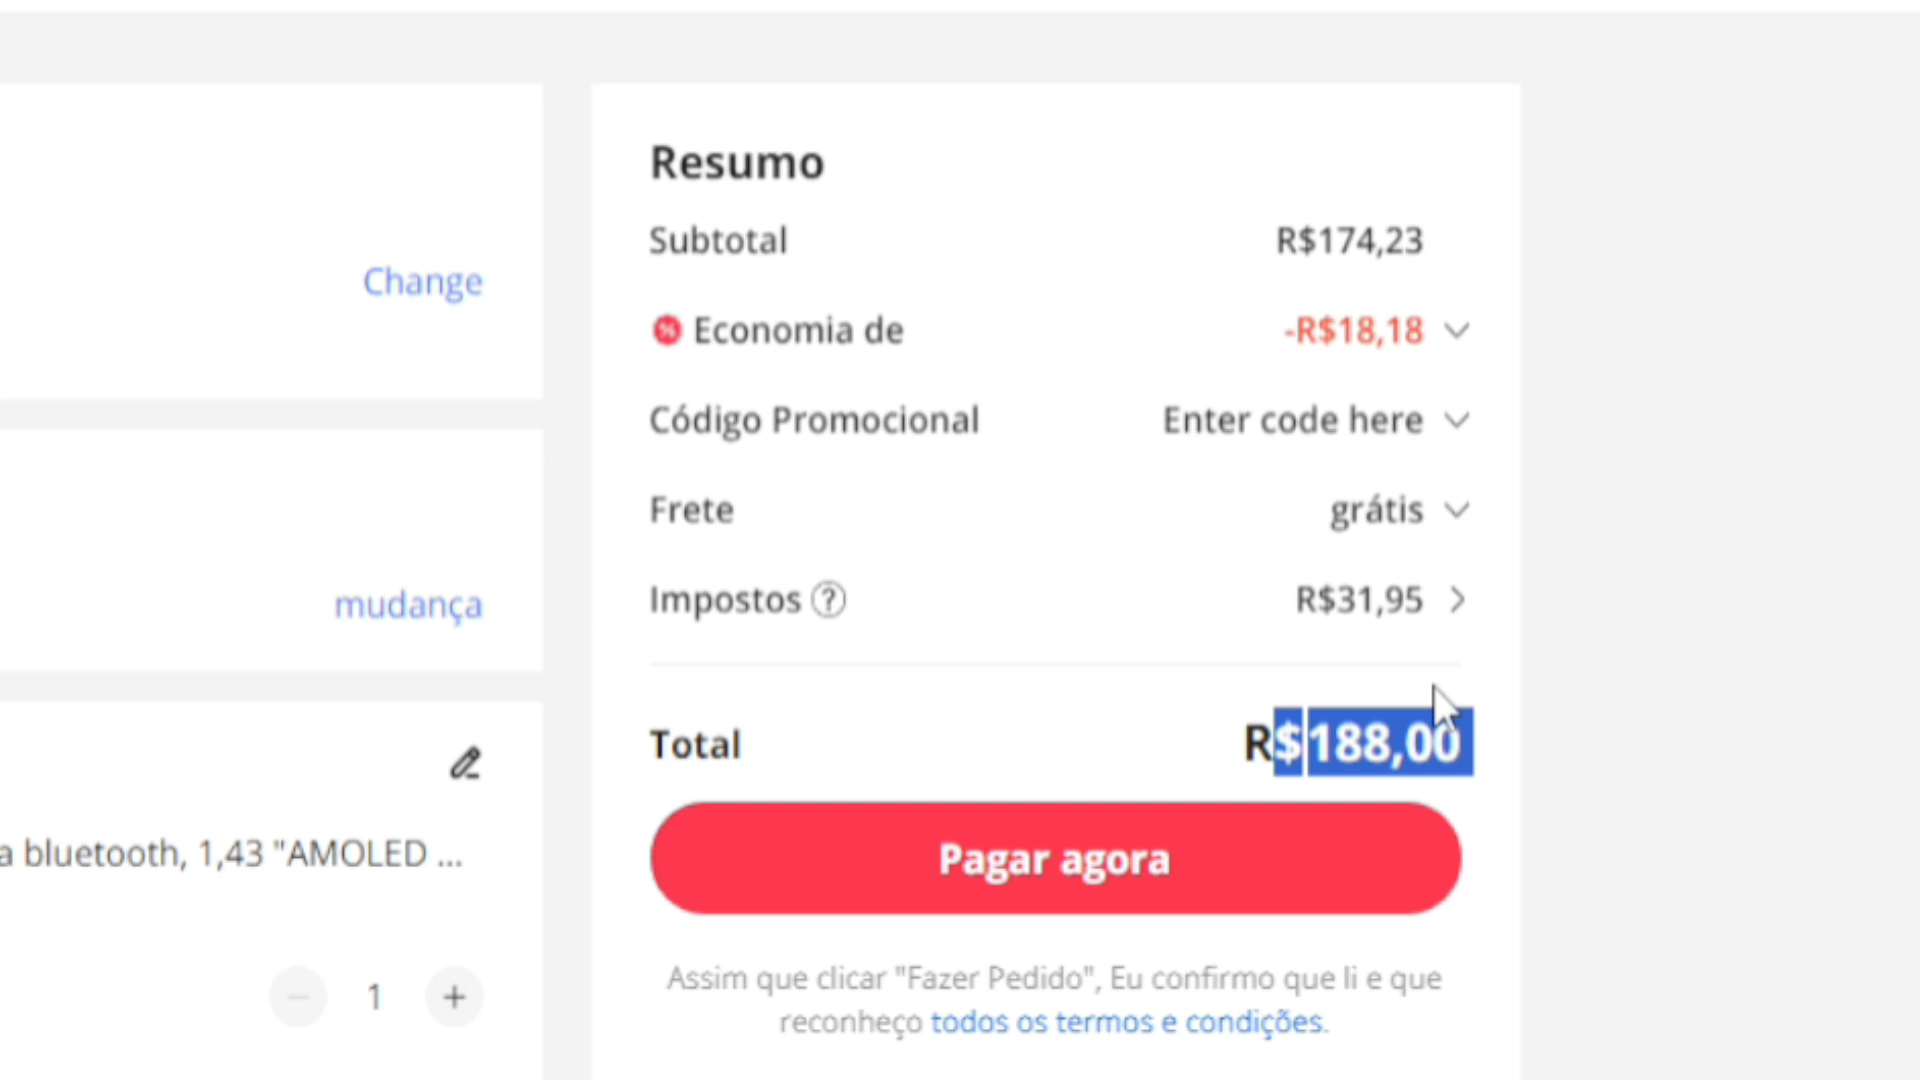 Change
mudança
a bluetooth, 1,43 "AMOLED ...
1
Resumo
Subtotal R$174,23
Economia de -R$18,18
Código Promocional Enter code here
Frete grátis
Impostos ? R$31,95
Total R$188,00
Pagar agora
Assim que clicar "Fazer Pedido", Eu confirmo que li e que
reconheço todos os termos e condições.